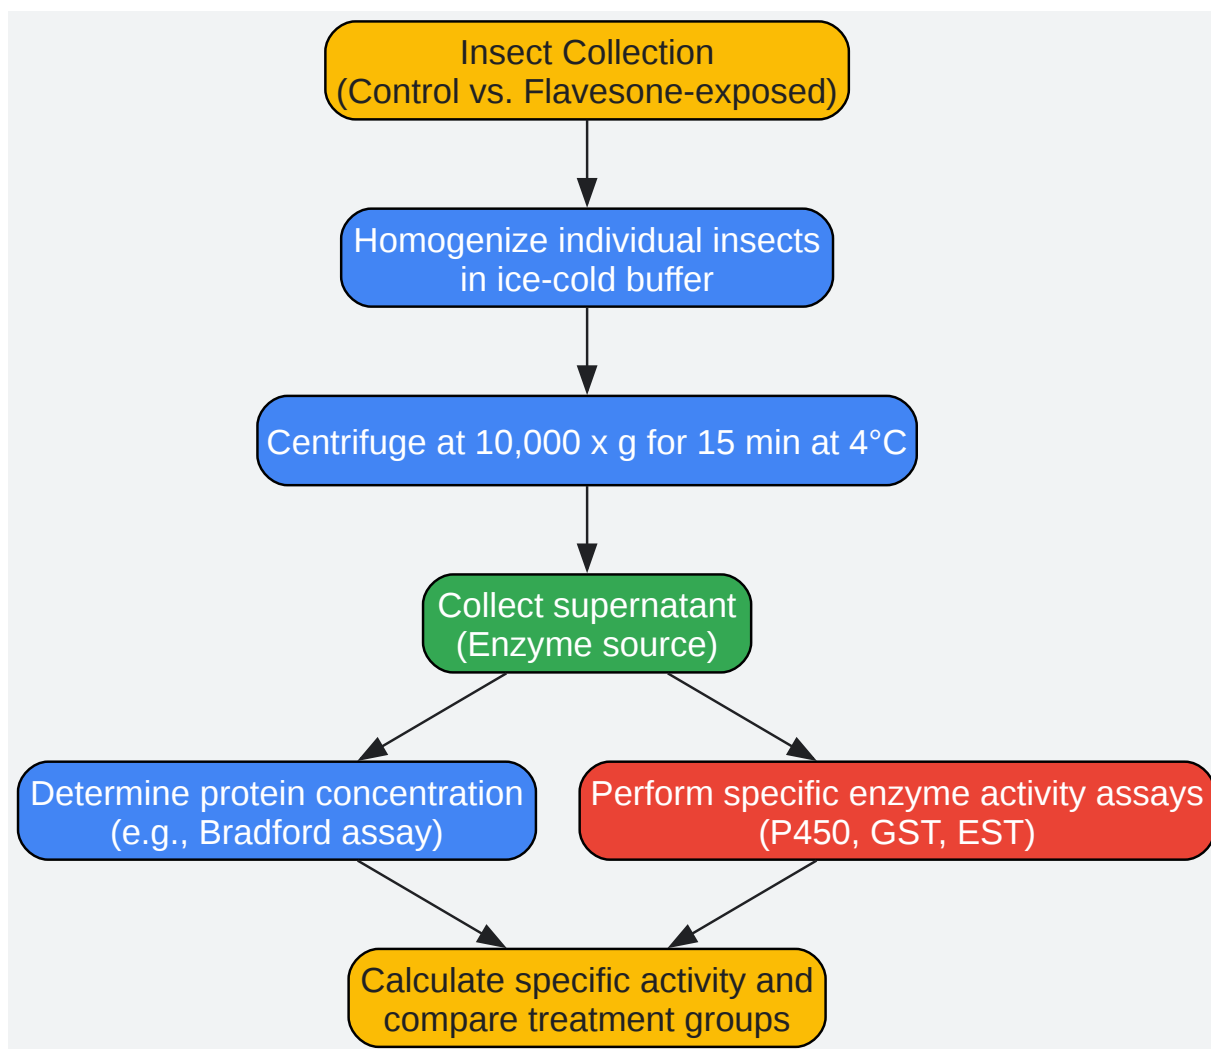 Insect Collection
(Control vs. Flavesone-exposed)
Homogenize individual insects
in ice-cold buffer
Centrifuge at 10,000 x g for 15 min at 4°C
Collect supernatant
(Enzyme source)
Determine protein concentration
(e.g., Bradford assay)
Perform specific enzyme activity assays
(P450, GST, EST)
Calculate specific activity and
compare treatment groups